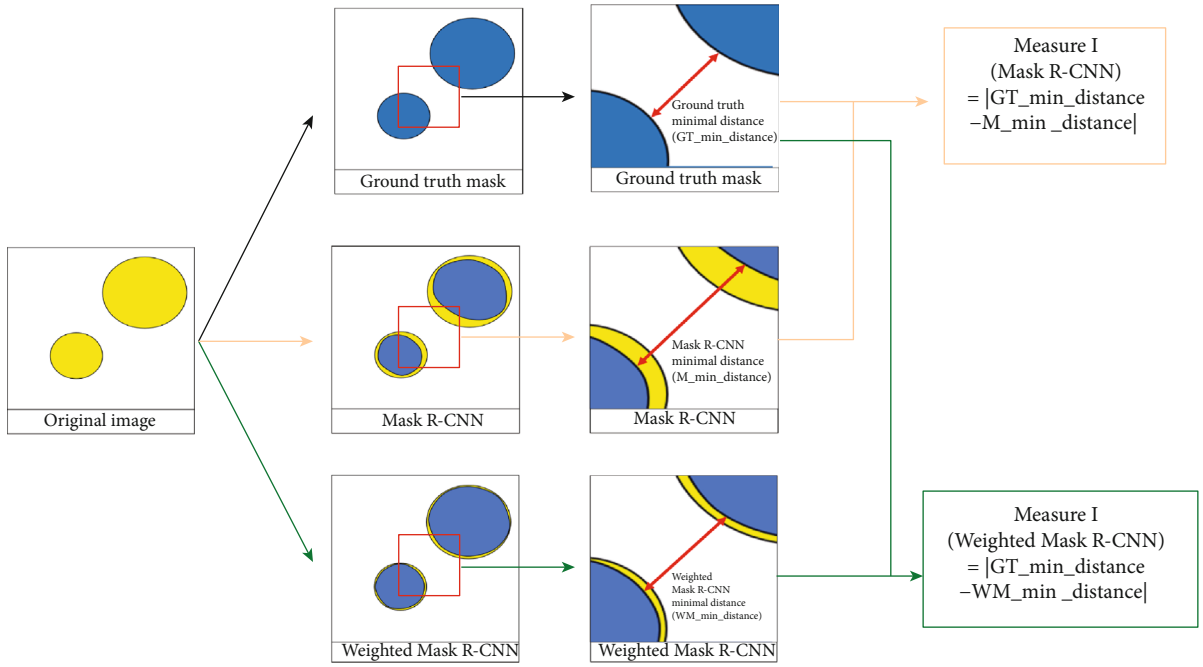 Original image
Ground truth mask
Ground truth
minimal distance
(GT_min_distance)
Ground truth mask
Measure I
(Mask R-CNN)
= |GT_min_distance
−M_min _distance|
Mask R-CNN
Mask R-CNN
minimal distance
(M_min_distance)
Mask R-CNN
Weighted Mask R-CNN
Weighted
Mask R-CNN
minimal distance
(WM_min_distance)
Weighted Mask R-CNN
Measure I
(Weighted Mask R-CNN)
= |GT_min_distance
−WM_min _distance|